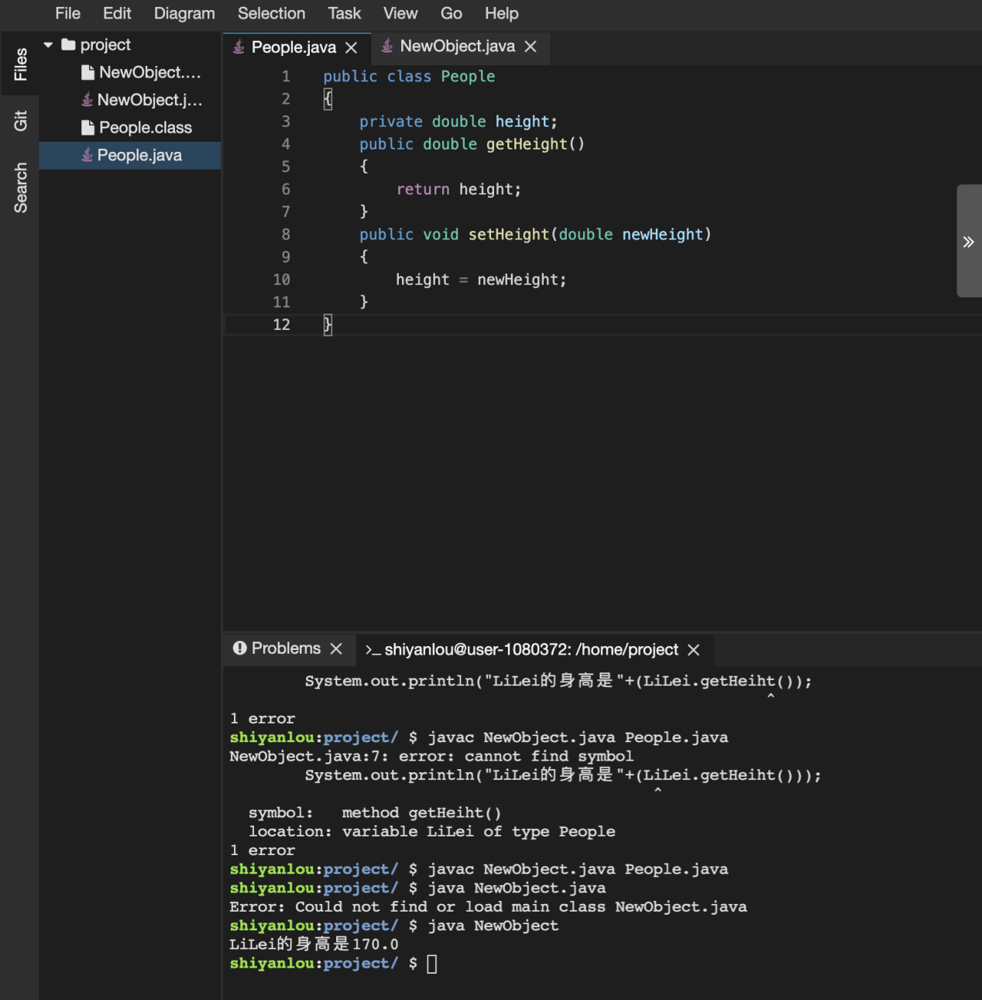 File Edit Diagram Selection Task View Go Help
Files
Git
Search
project
NewObject....
NewObject.j...
People.class
People.java
People.java NewObject.java
1 public class People
2 {
3 private double height;
4 public double getHeight()
5 {
6 return height;
7 }
8 public void setHeight(double newHeight)
9 {
10 height = newHeight;
11 }
12 }
Problems >_ shiyanlou@user-1080372: /home/project
System.out.println("LiLei的身高是"+(LiLei.getHeiht());
^
1 error
shiyanlou:project/ $ javac NewObject.java People.java
NewObject.java:7: error: cannot find symbol
System.out.println("LiLei的身高是"+(LiLei.getHeiht()));
^
symbol: method getHeiht()
location: variable LiLei of type People
1 error
shiyanlou:project/ $ javac NewObject.java People.java
shiyanlou:project/ $ java NewObject.java
Error: Could not find or load main class NewObject.java
shiyanlou:project/ $ java NewObject
LiLei的身高是170.0
shiyanlou:project/ $